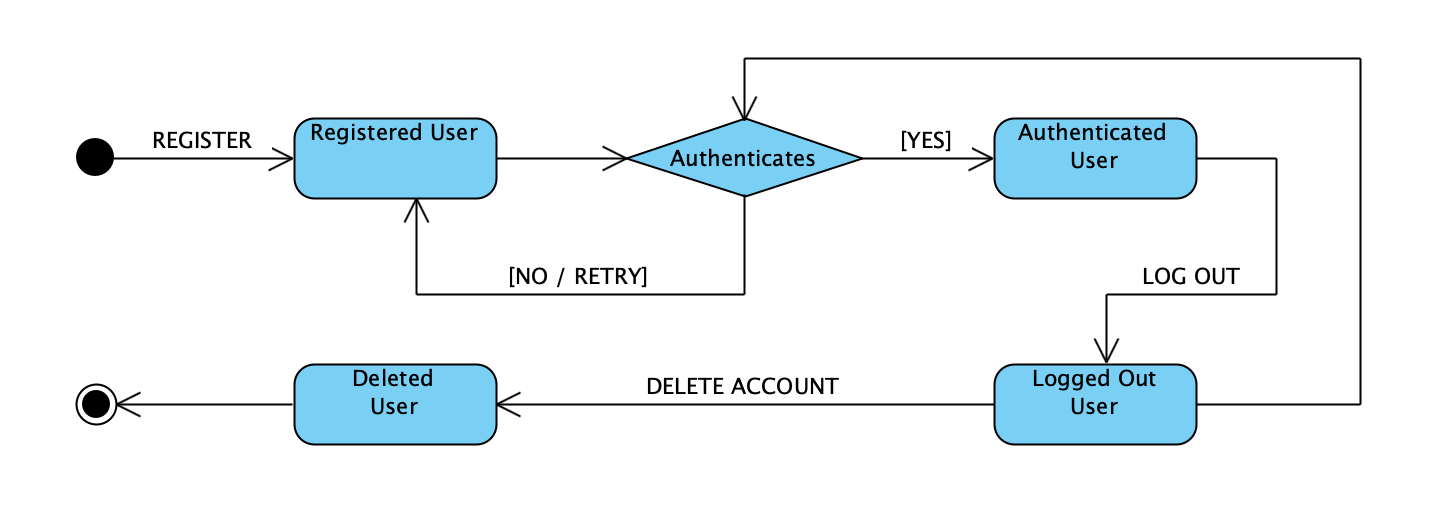 REGISTER
Registered User
Authenticates
[YES]
Authenticated
User
[NO / RETRY]
LOG OUT
Deleted
User
DELETE ACCOUNT
Logged Out
User